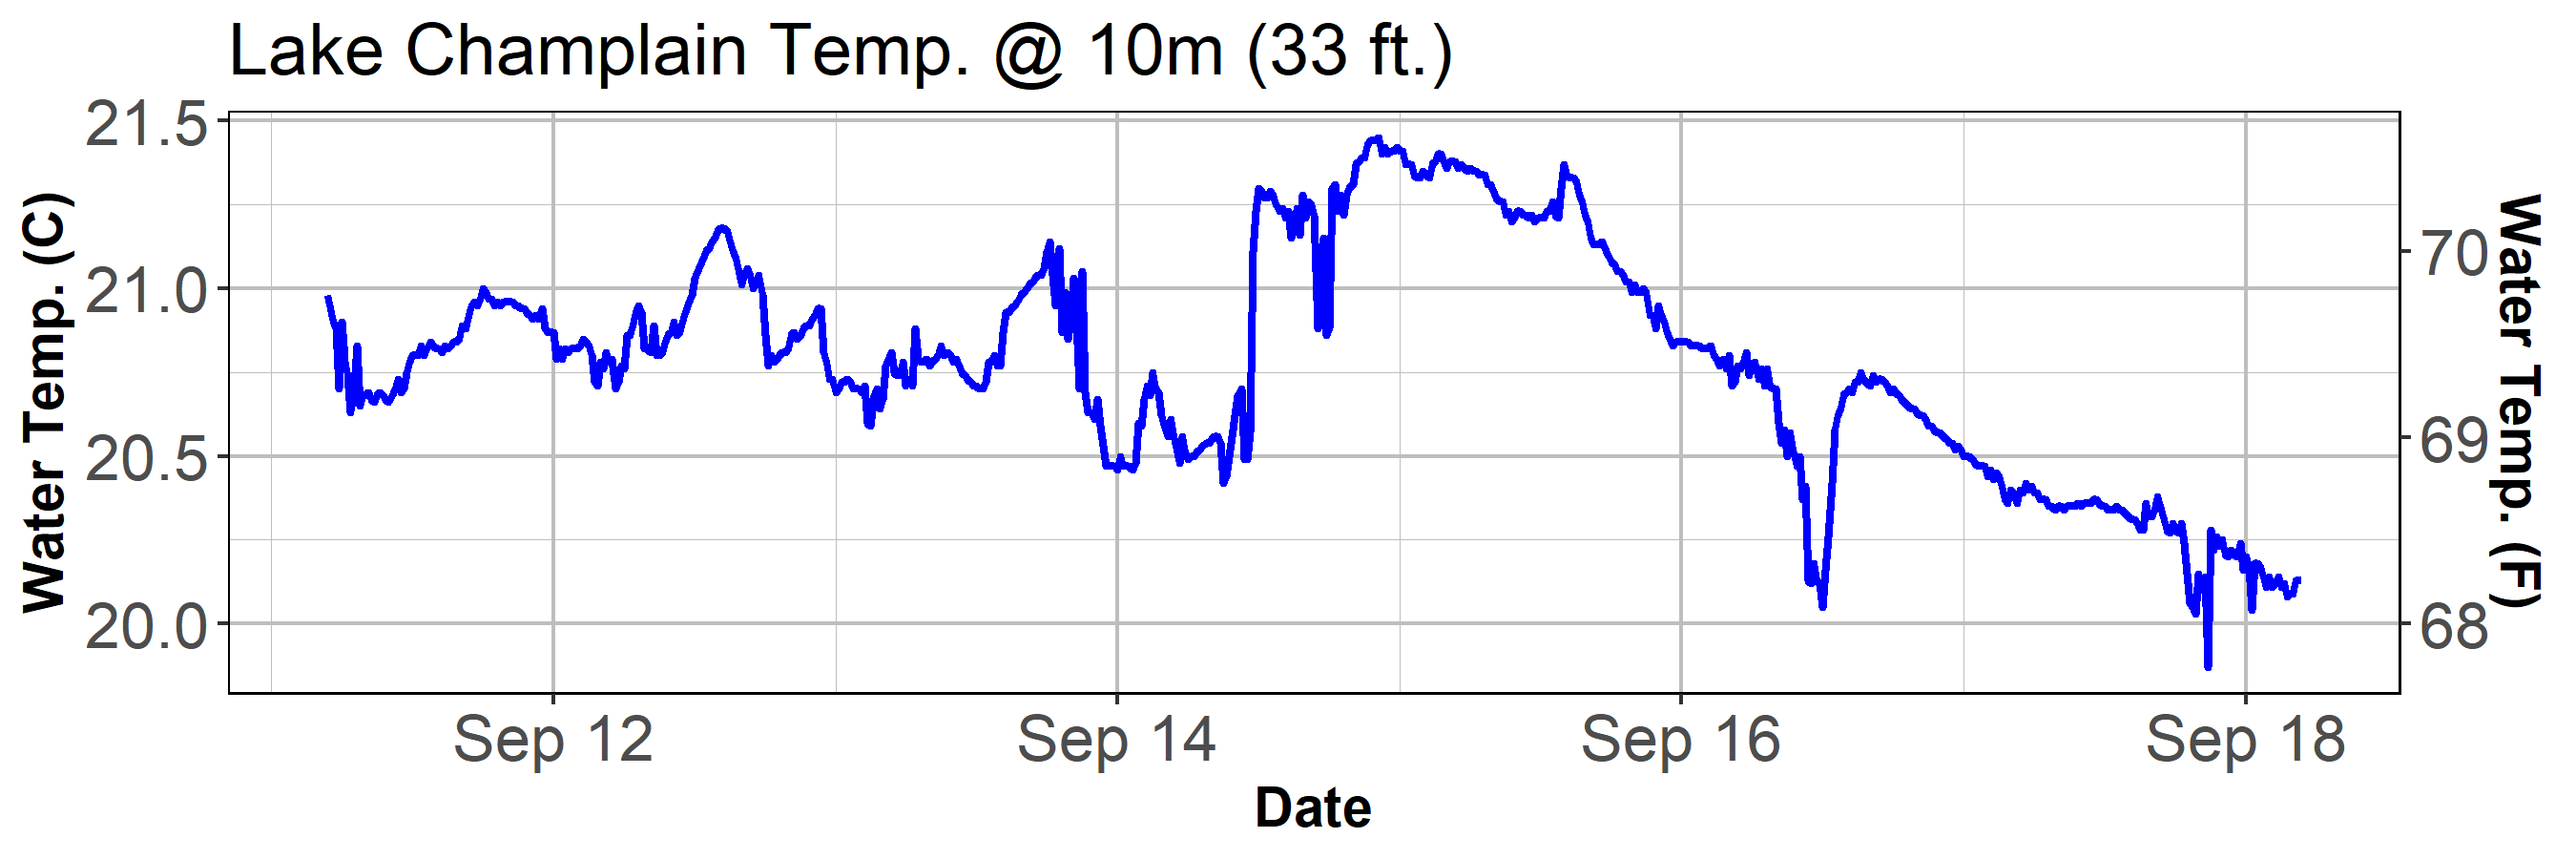 Lake Champlain Temp. @ 10m (33 ft.)
Water Temp. (C)
21.5
21.0
20.5
20.0
70
69
68
Water Temp. (F)
Sep 12
Sep 14
Sep 16
Sep 18
Date